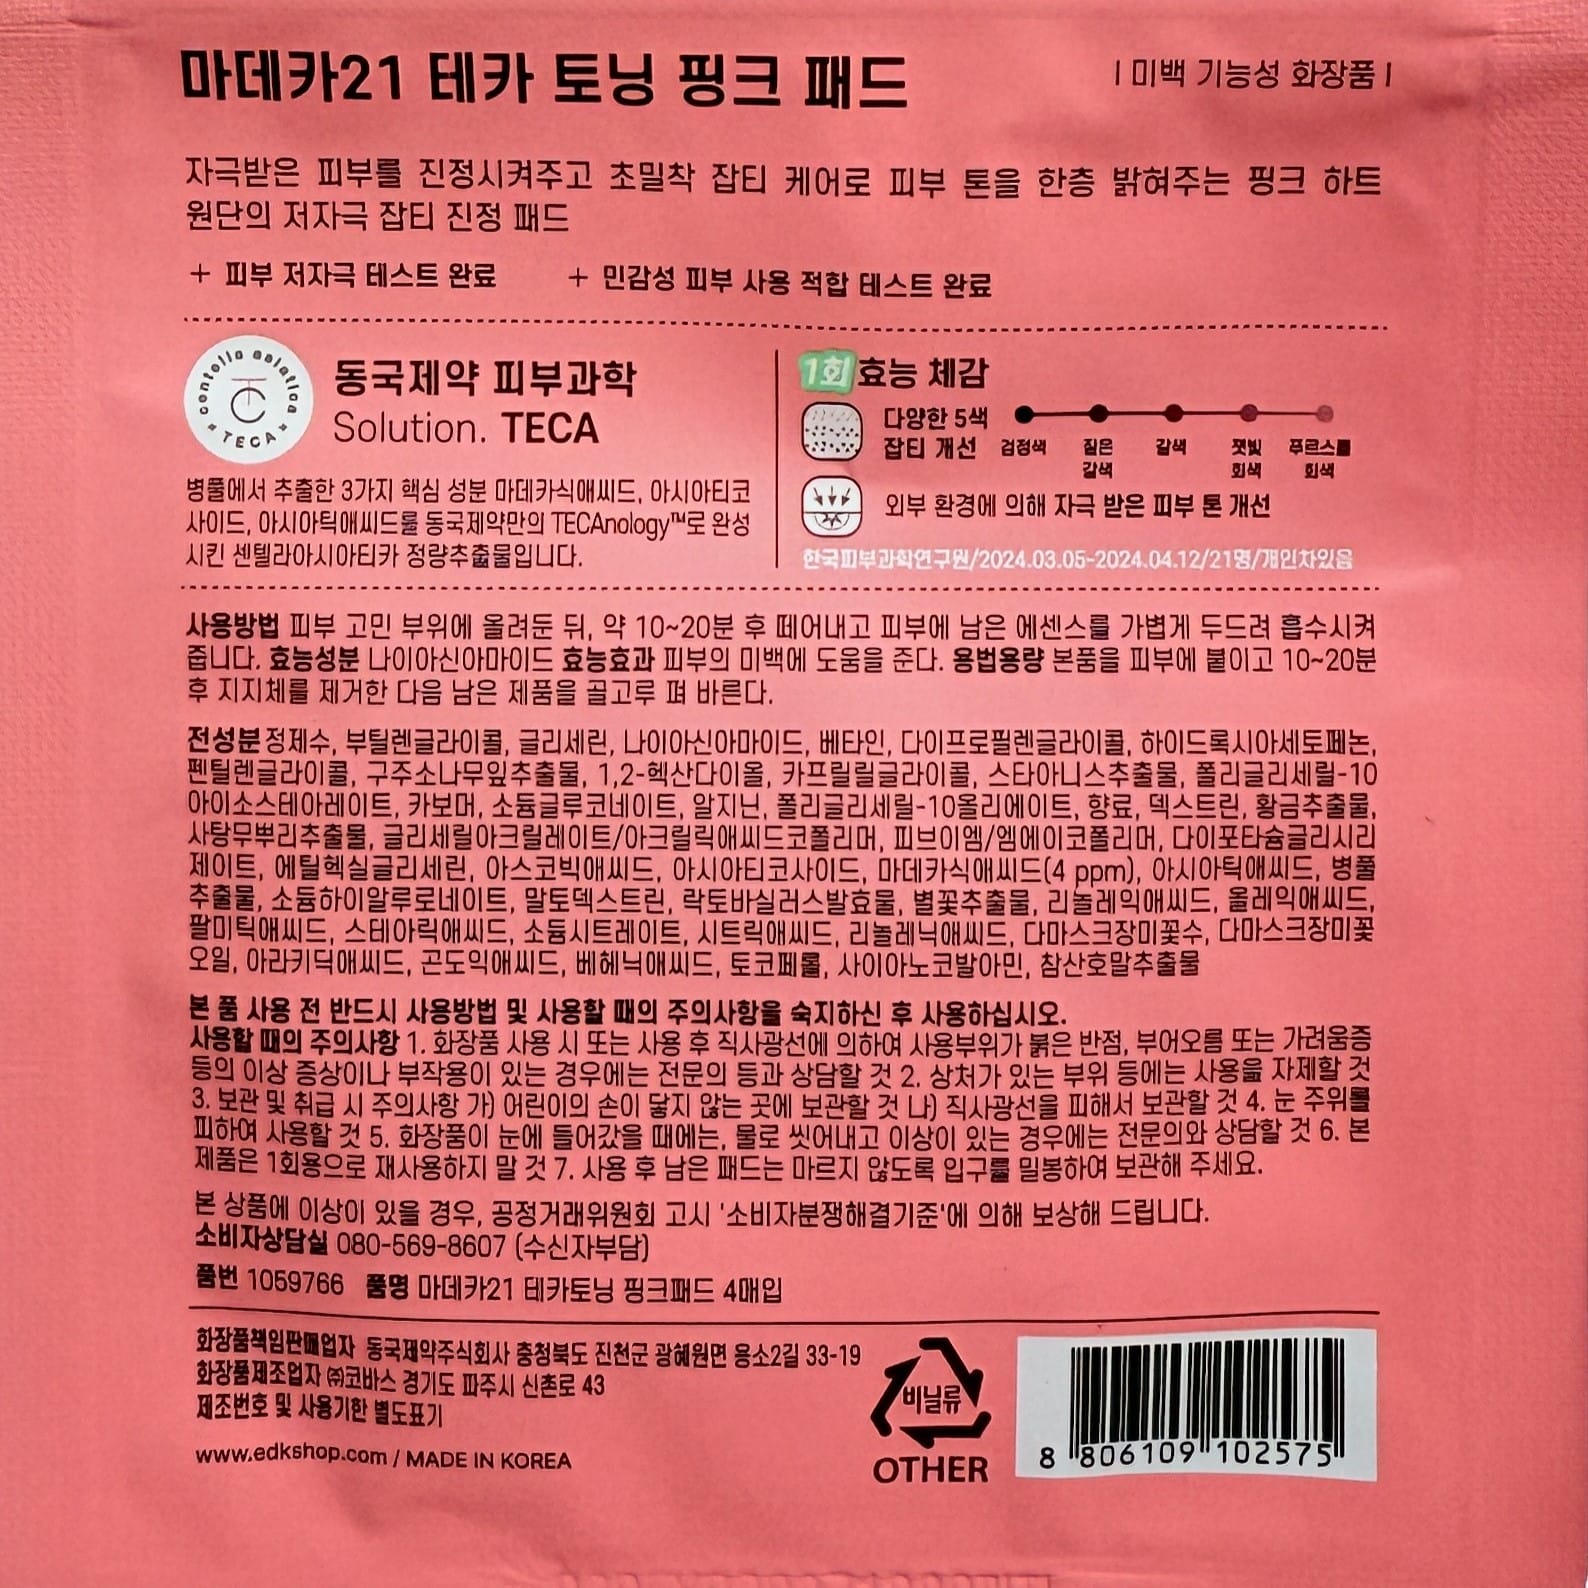 마데카21 테카 토닝 핑크 패드
| 미백 기능성 화장품 |
자극받은 피부를 진정시켜주고 초밀착 잡티 케어로 피부 톤을 한층 밝혀주는 핑크 하트
원단의 저자극 잡티 진정 패드
+ 피부 저자극 테스트 완료 + 민감성 피부 사용 적합 테스트 완료
centella asiatica
TECA
동국제약 피부과학
Solution. TECA
병풀에서 추출한 3가지 핵심 성분 마데카식애씨드, 아시아티코
사이드, 아시아틱애씨드를 동국제약만의 TECAnology™로 완성
시킨 센텔라아시아티카 정량추출물입니다.
1회 효능 체감
다양한 5색
잡티 개선
검정색 짙은 갈색 갈색 잿빛 회색 푸르스름 회색
외부 환경에 의해 자극 받은 피부 톤 개선
한국피부과학연구원/2024.03.05-2024.04.12/21명/개인차있음
사용방법 피부 고민 부위에 올려둔 뒤, 약 10~20분 후 떼어내고 피부에 남은 에센스를 가볍게 두드려 흡수시켜
줍니다. 효능성분 나이아신아마이드 효능효과 피부의 미백에 도움을 준다. 용법용량 본품을 피부에 붙이고 10~20분
후 지지체를 제거한 다음 남은 제품을 골고루 펴 바른다.
전성분 정제수, 부틸렌글라이콜, 글리세린, 나이아신아마이드, 베타인, 다이프로필렌글라이콜, 하이드록시아세토페논,
펜틸렌글라이콜, 구주소나무잎추출물, 1,2-헥산다이올, 카프릴릴글라이콜, 스타아니스추출물, 폴리글리세릴-10
아이소스테아레이트, 카보머, 소듐글루코네이트, 알지닌, 폴리글리세릴-10올리에이트, 향료, 덱스트린, 황금추출물,
사탕무뿌리추출물, 글리세릴아크릴레이트/아크릴릭애씨드코폴리머, 피브이엠/엠에이코폴리머, 다이포타슘글리시리
제이트, 에틸헥실글리세린, 아스코빅애씨드, 아시아티코사이드, 마데카식애씨드(4 ppm), 아시아틱애씨드, 병풀
추출물, 소듐하이알루로네이트, 말토덱스트린, 락토바실러스발효물, 별꽃추출물, 리놀레익애씨드, 올레익애씨드,
팔미틱애씨드, 스테아릭애씨드, 소듐시트레이트, 시트릭애씨드, 리놀레닉애씨드, 다마스크장미꽃수, 다마스크장미꽃
오일, 아라키딕애씨드, 곤도익애씨드, 베헤닉애씨드, 토코페롤, 사이아노코발아민, 참산호말추출물
본 품 사용 전 반드시 사용방법 및 사용할 때의 주의사항을 숙지하신 후 사용하십시오.
사용할 때의 주의사항 1. 화장품 사용 시 또는 사용 후 직사광선에 의하여 사용부위가 붉은 반점, 부어오름 또는 가려움증
등의 이상 증상이나 부작용이 있는 경우에는 전문의 등과 상담할 것 2. 상처가 있는 부위 등에는 사용을 자제할 것
3. 보관 및 취급 시 주의사항 가) 어린이의 손이 닿지 않는 곳에 보관할 것 나) 직사광선을 피해서 보관할 것 4. 눈 주위를
피하여 사용할 것 5. 화장품이 눈에 들어갔을 때에는, 물로 씻어내고 이상이 있는 경우에는 전문의와 상담할 것 6. 본
제품은 1회용으로 재사용하지 말 것 7. 사용 후 남은 패드는 마르지 않도록 입구를 밀봉하여 보관해 주세요.
본 상품에 이상이 있을 경우, 공정거래위원회 고시 '소비자분쟁해결기준'에 의해 보상해 드립니다.
소비자상담실 080-569-8607 (수신자부담)
품번 1059766 품명 마데카21 테카토닝 핑크패드 4매입
화장품책임판매업자 동국제약주식회사 충청북도 진천군 광혜원면 용소2길 33-19
화장품제조업자 ㈜코바스 경기도 파주시 신촌로 43
제조번호 및 사용기한 별도표기
www.edkshop.com / MADE IN KOREA
비닐류
OTHER
8 806109 102575